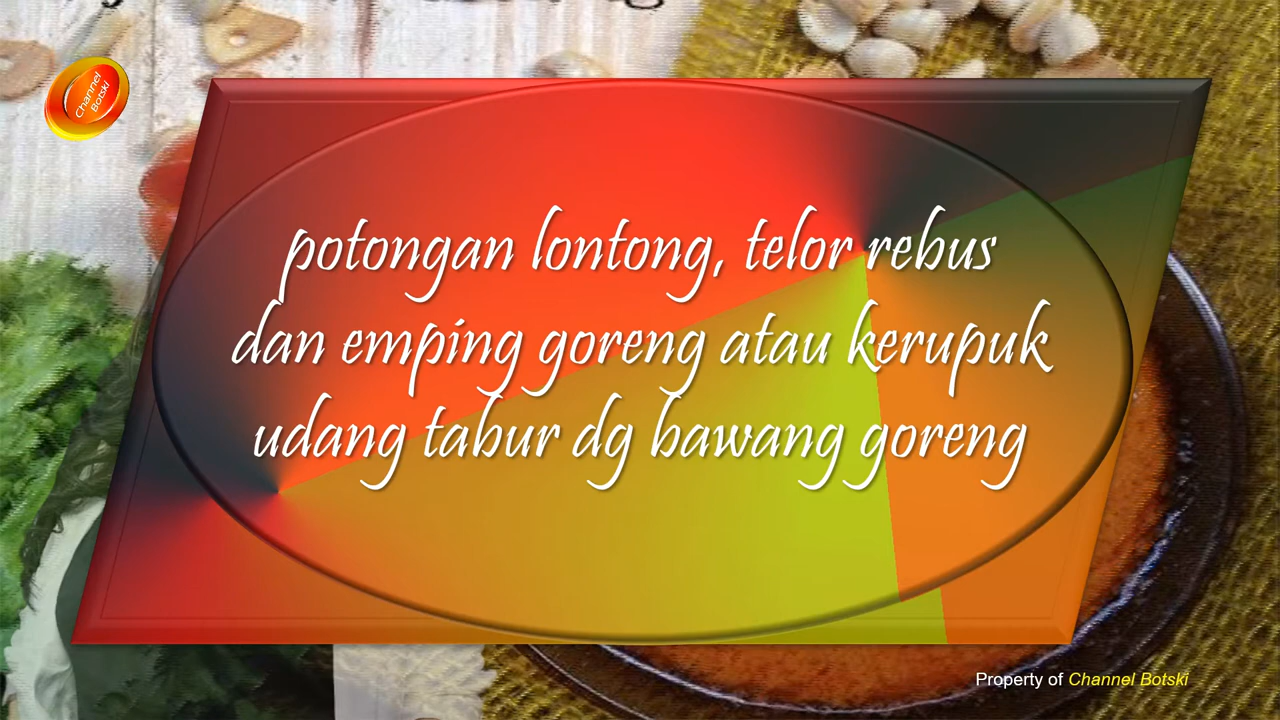 Channel
Botski
potongan lontong, telor rebus
dan emping goreng atau kerupuk
udang tabur dg bawang goreng
Property of Channel Botski